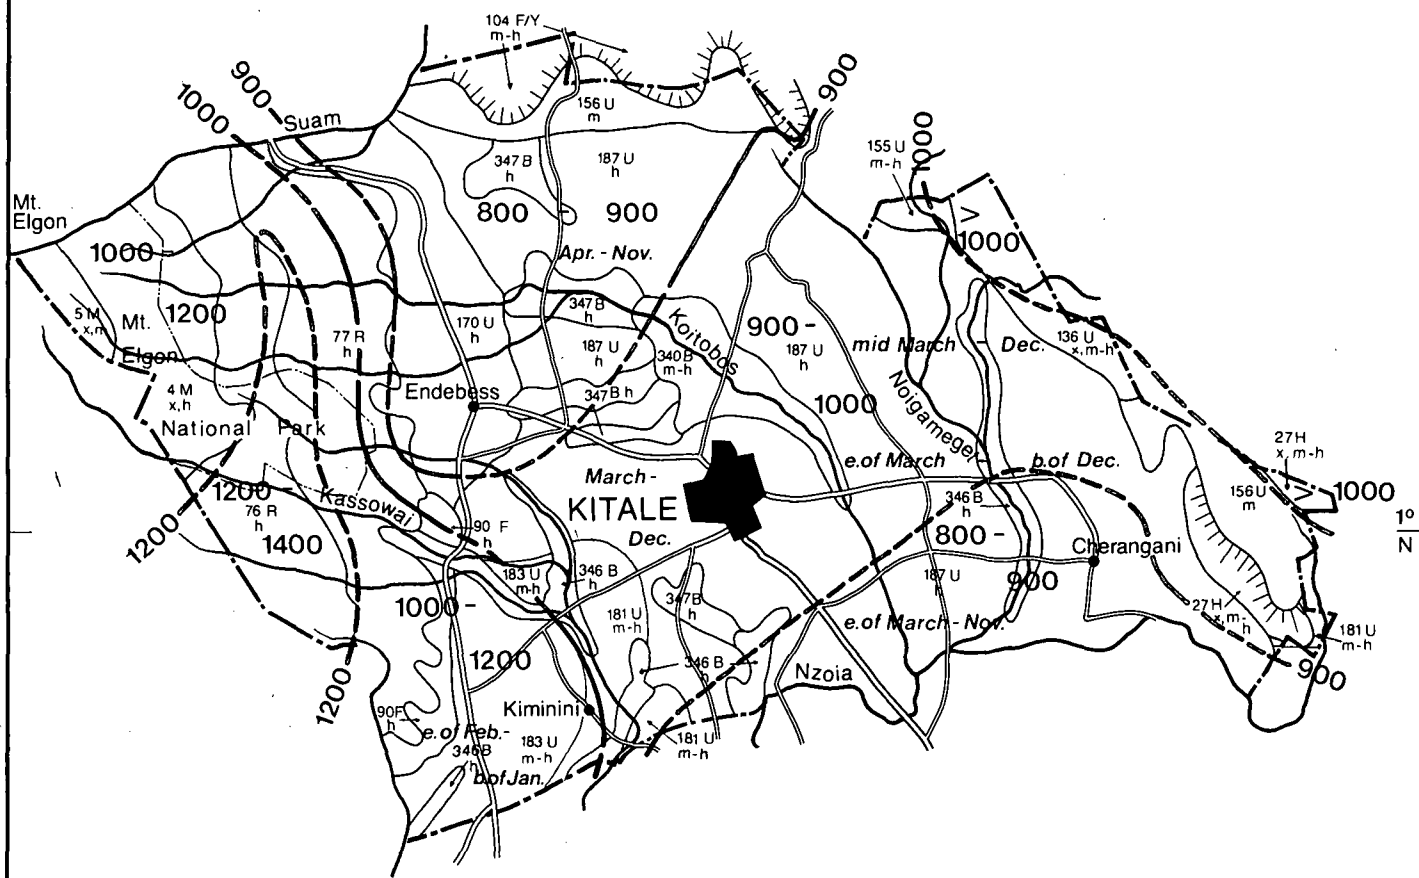 104 F/Y
m-h
900
900
1000
Suam
156 U
m
1000
155 U
m-h
347 B
h
187 U
h
Mt.
Elgon
800 - 900
V
1000
1000
Apr. - Nov.
5 M
1200
Mt.
Elgon
77 R
h
170 U
h
347 B
h
187 U
h
Koitobos
340 B
m-h
900 -
187 U
h
mid March - Dec.
136 U
x, m-h
4 M
x, h
National Park
Endebess
347 B h
1000
Noigamegel
27 H
x, m-h
e.of March - b.of Dec.
March -
KITALE
Dec.
1200 -
76 R
h
1400
Kassowai
1200
346 B
h
800 -
156 U
m
V
1000
1°
N
90 F
h
Cherangani
183 U
m-h
346 B
h
187 U
h
900
1000 -
181 U
m-h
347 B
h
e.of March - Nov.
27 H
x, m-
h
181 U
m-h
1200
346 B
h
Nzoia
900
1200
Kiminini
90 F
h
e.of Feb.-
346 B
h
b.of Jan.
183 U
m-h
181 U
m-h